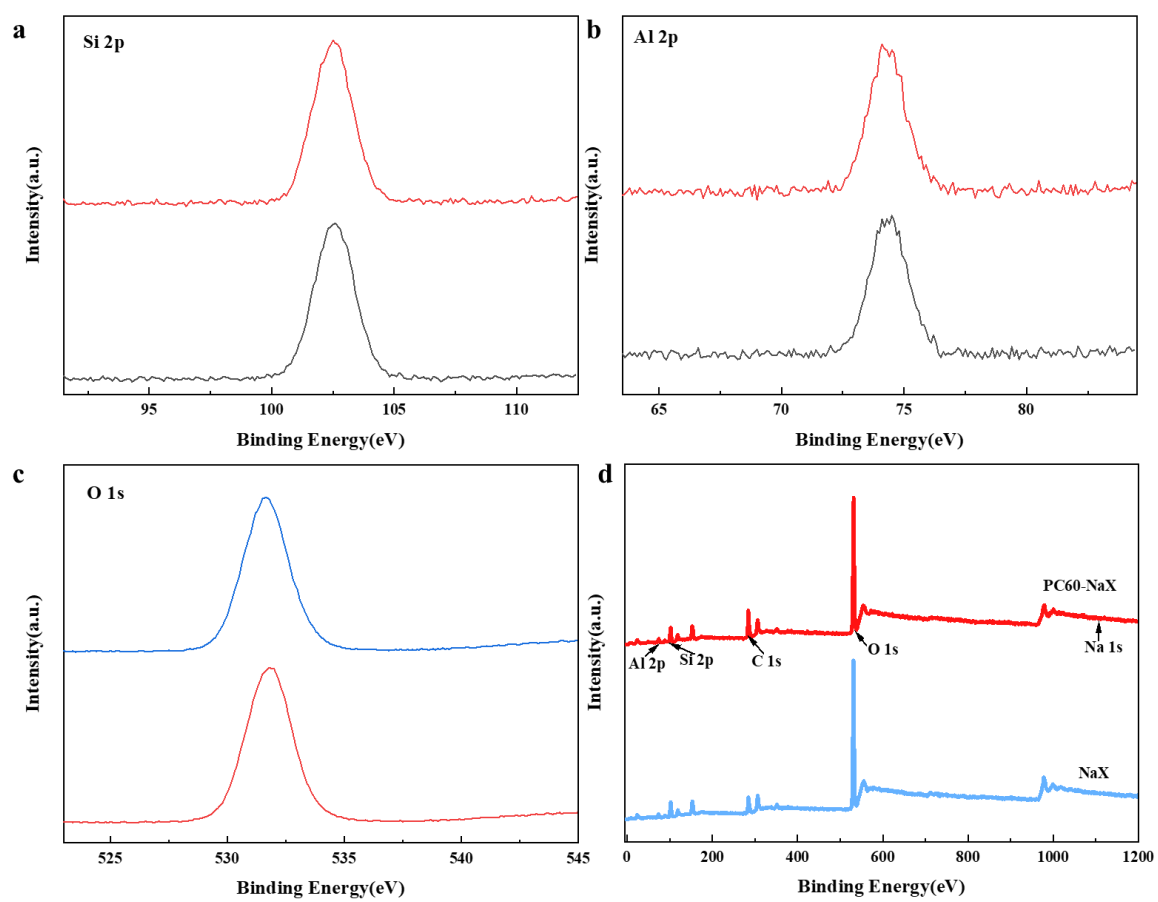 a
Si 2p
Intensity(a.u.)
95 100 105 110
Binding Energy(eV)
b
Al 2p
Intensity(a.u.)
65 70 75 80
Binding Energy(eV)
c
O 1s
Intensity(a.u.)
525 530 535 540 545
Binding Energy(eV)
d
PC60-NaX
Al 2p
Si 2p
C 1s
O 1s
Na 1s
NaX
Intensity(a.u.)
0 200 400 600 800 1000 1200
Binding Energy(eV)